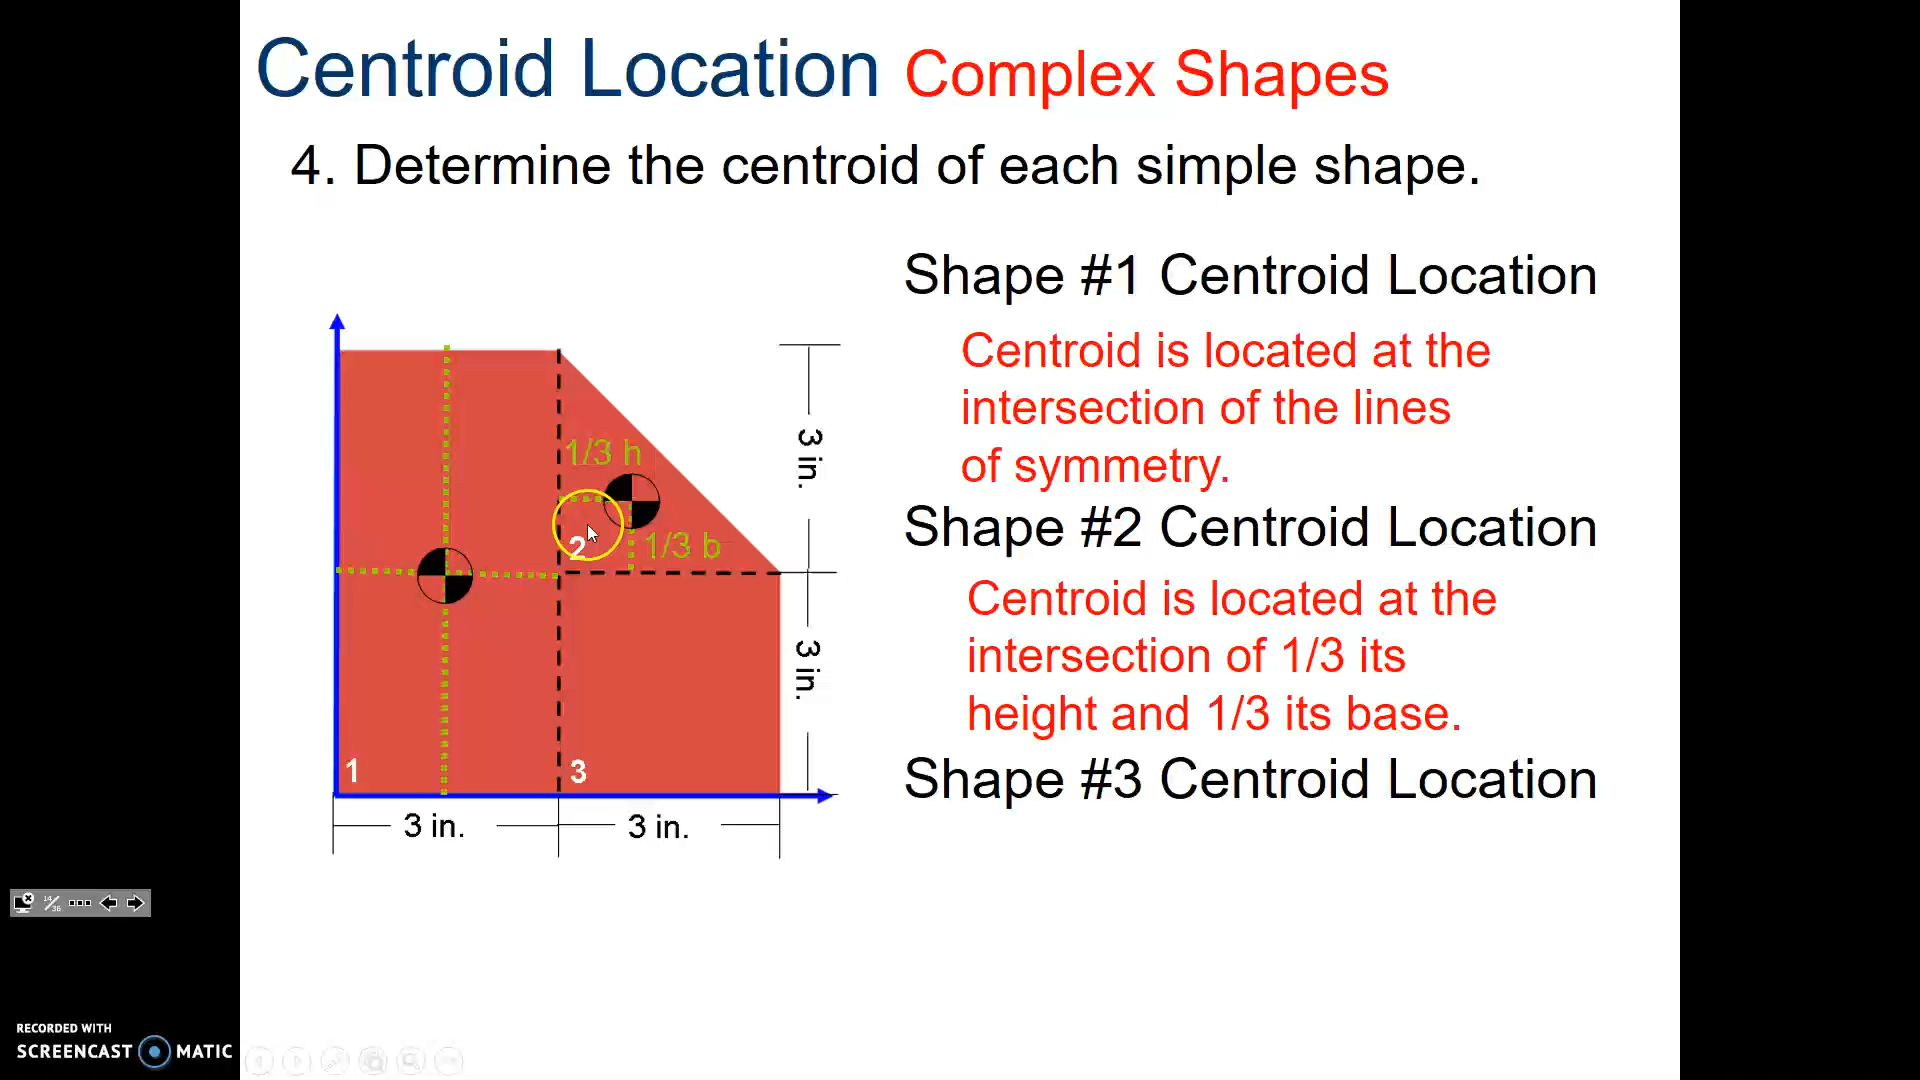 Centroid Location Complex Shapes
4. Determine the centroid of each simple shape.
Shape #1 Centroid Location
Centroid is located at the
intersection of the lines
of symmetry.
Shape #2 Centroid Location
Centroid is located at the
intersection of 1/3 its
height and 1/3 its base.
Shape #3 Centroid Location
1/3 h
2
1/3 b
1
3
3 in.
3 in.
3 in.
3 in.
14/36
RECORDED WITH
SCREENCAST MATIC